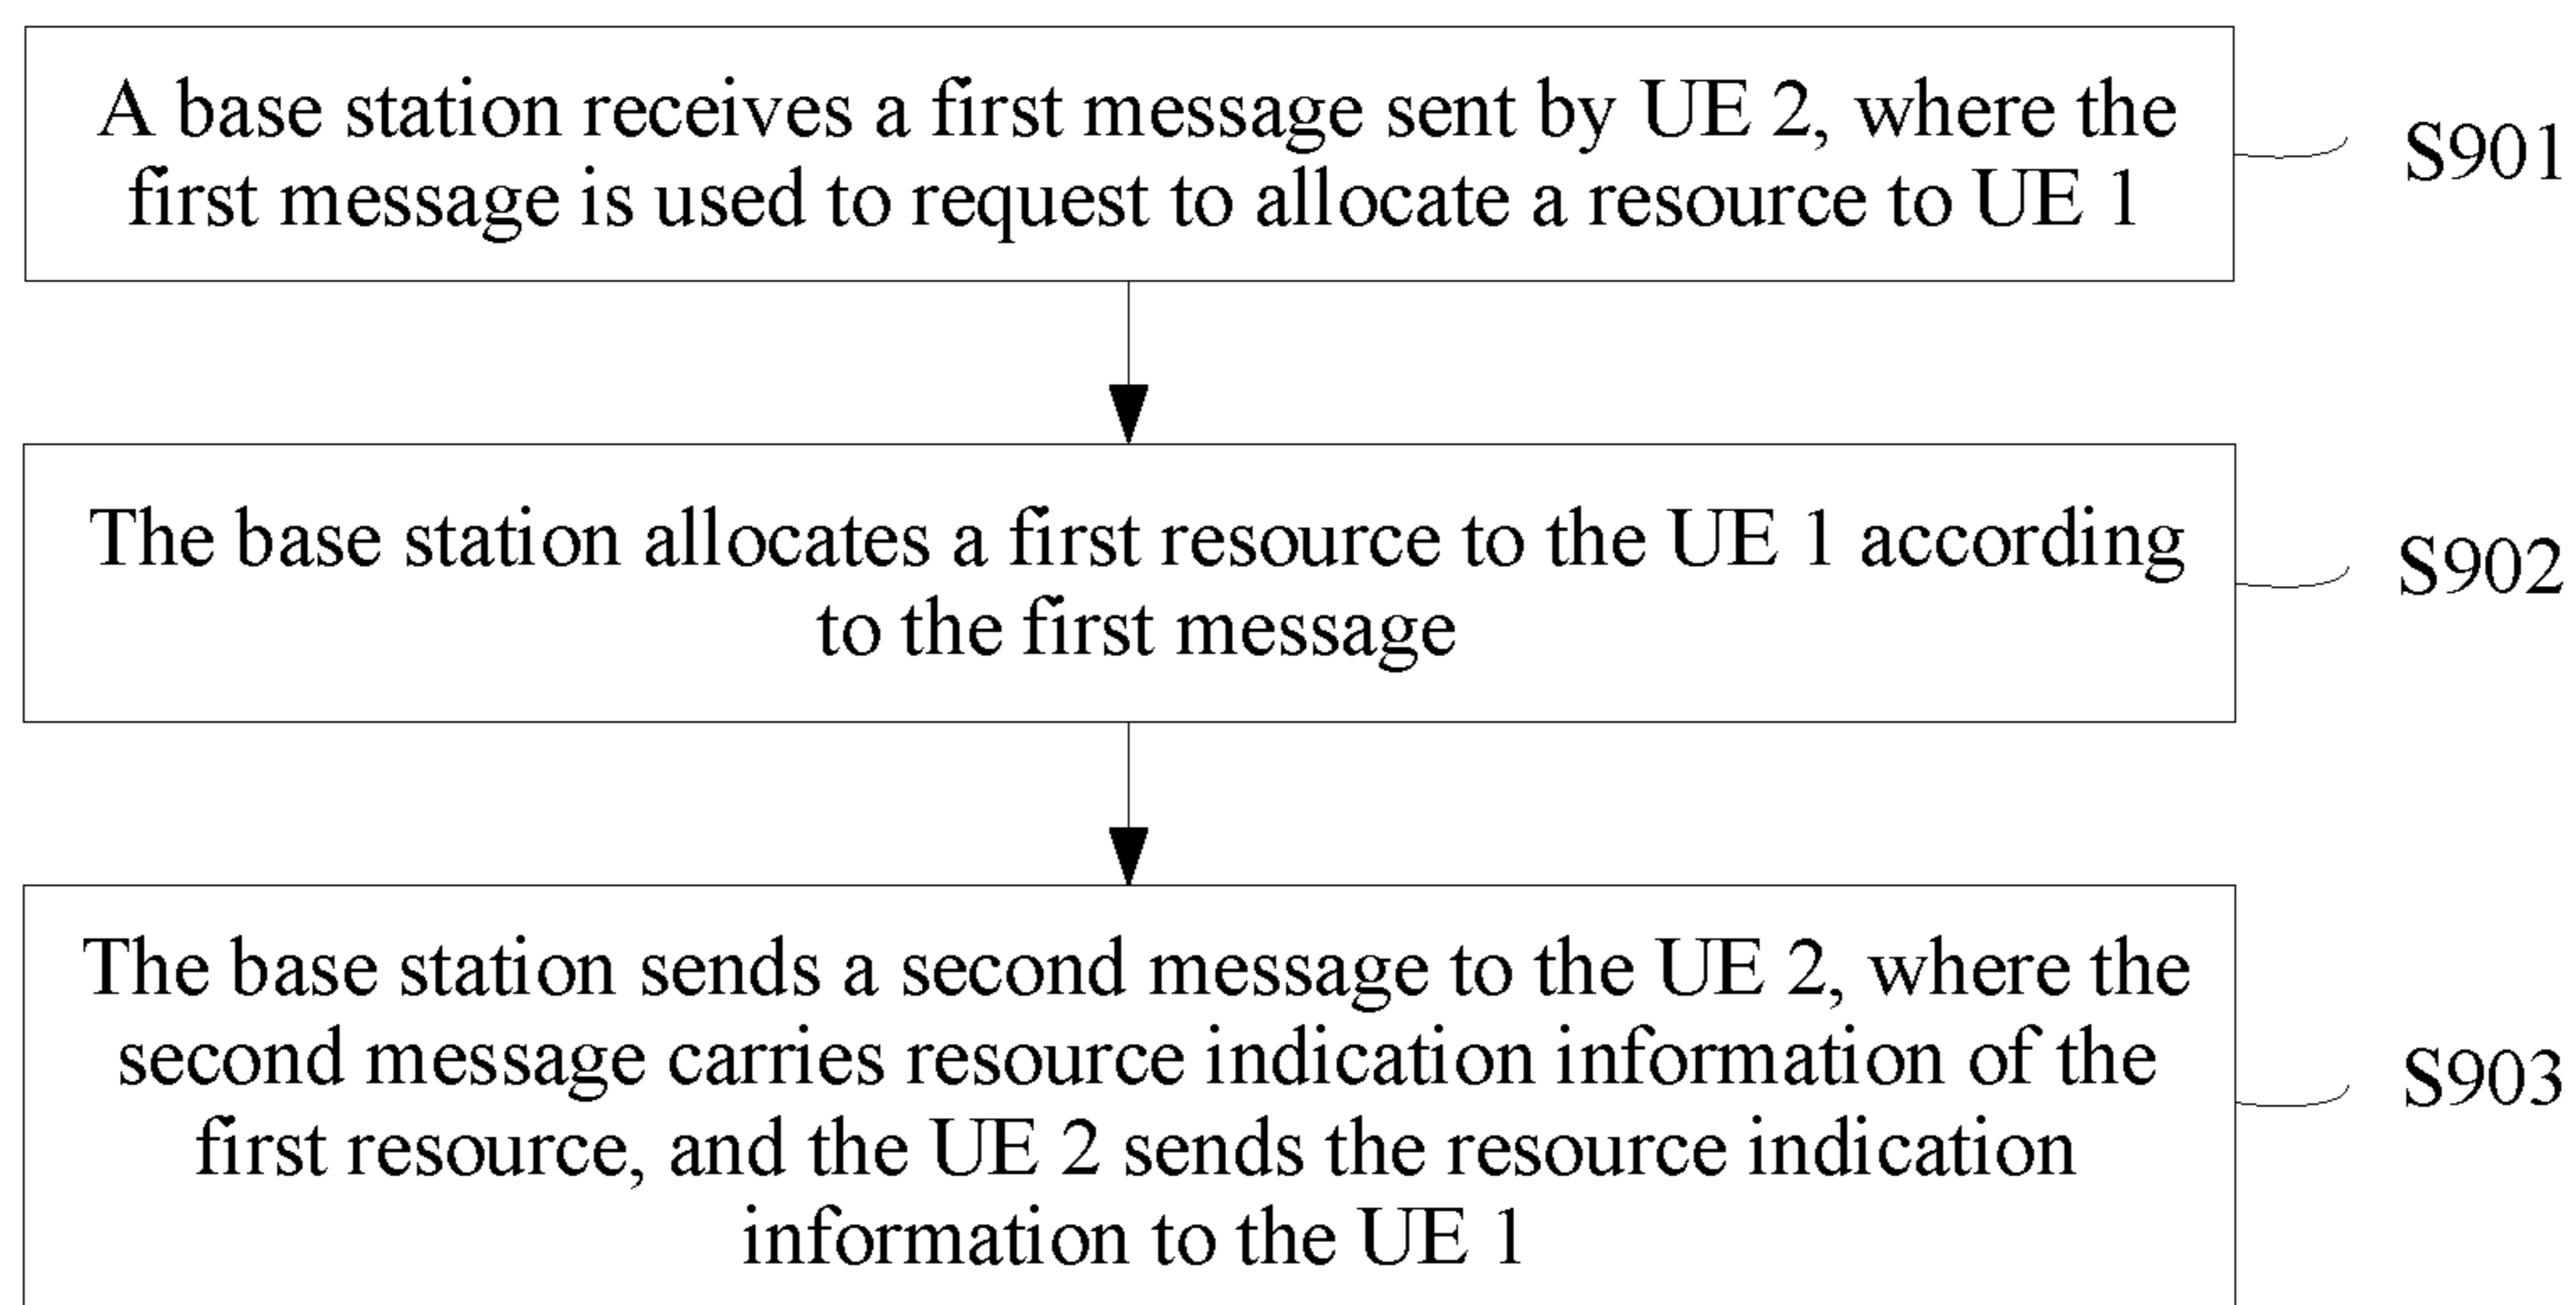 A base station receives a first message sent by UE 2, where the
first message is used to request to allocate a resource to UE 1
S901
The base station allocates a first resource to the UE 1 according
to the first message
S902
The base station sends a second message to the UE 2, where the
second message carries resource indication information of the
first resource, and the UE 2 sends the resource indication
information to the UE 1
S903